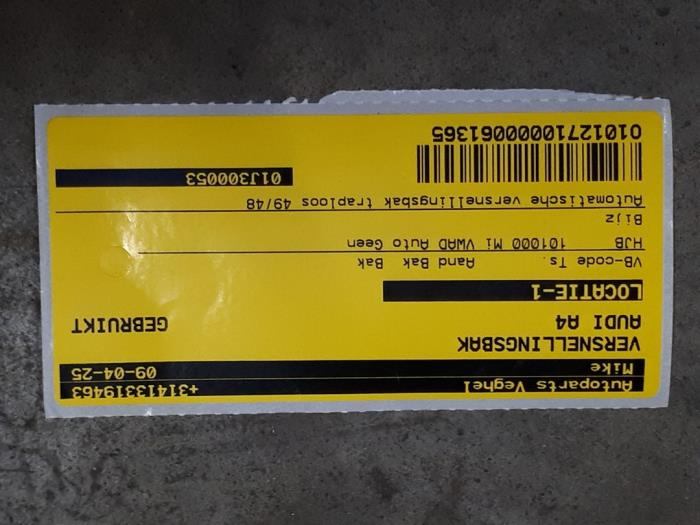 Autoparts Veghel +31413319463
Mike 09-04-25
VERSNELLINGSBAK
AUDI A4 GEBRUIKT
LOCATIE-1
VB-code Ts. Aand Bak Bak
HJB 101000 Mi VWAD Auto Geen
Bijz
Automatische versnellingsbak traploos 49/48
01J300053
01012710000061365